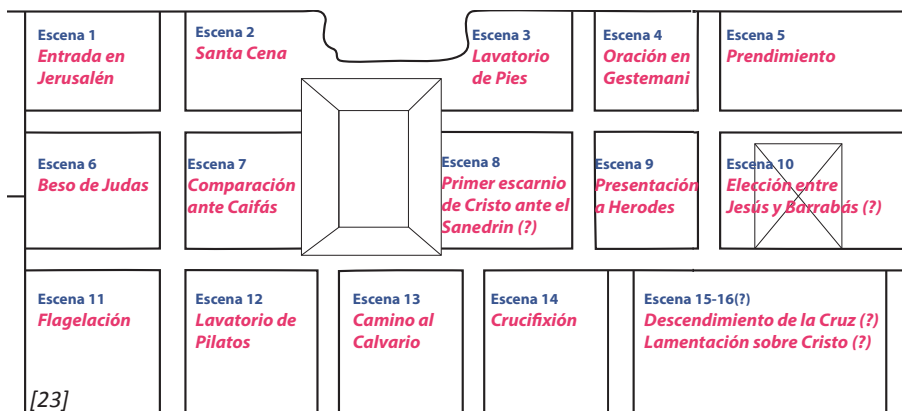 Escena 1
Entrada en
Jerusalén
Escena 2
Santa Cena
Escena 3
Lavatorio
de Pies
Escena 4
Oración en
Gestemani
Escena 5
Prendimiento
Escena 6
Beso de Judas
Escena 7
Comparación
ante Caifás
Escena 8
Primer escarnio
de Cristo ante el
Sanedrin (?)
Escena 9
Presentación
a Herodes
Escena 10
Elección entre
Jesús y Barrabás (?)
Escena 11
Flagelación
Escena 12
Lavatorio de
Pilatos
Escena 13
Camino al
Calvario
Escena 14
Crucifixión
Escena 15-16(?)
Descendimiento de la Cruz (?)
Lamentación sobre Cristo (?)
[23]